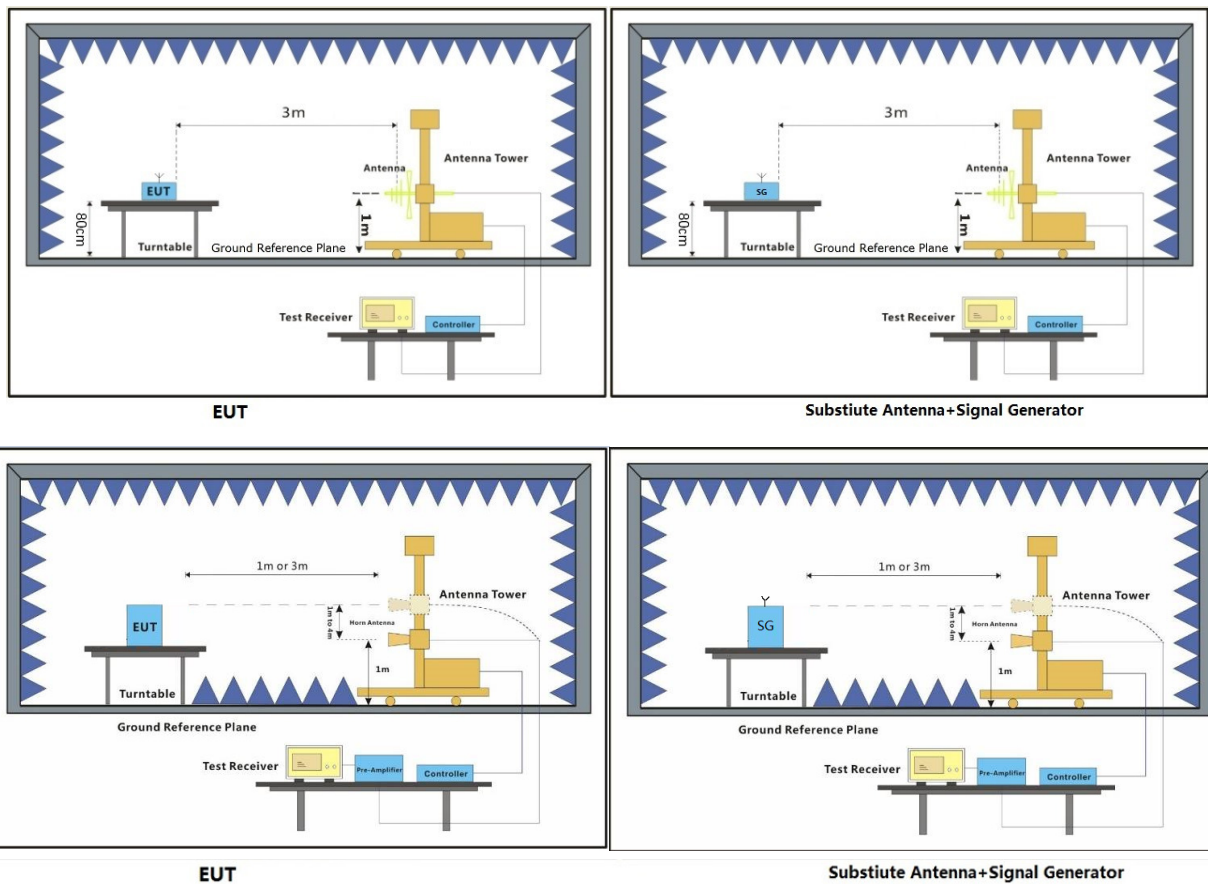 3m
Antenna
Antenna Tower
EUT
80cm
1m
Turntable
Ground Reference Plane
Test Receiver
Controller
EUT
3m
Antenna
Antenna Tower
SG
80cm
1m
Turntable
Ground Reference Plane
Test Receiver
Controller
Substiute Antenna+Signal Generator
1m or 3m
Antenna Tower
1m to 4m
Horn Antenna
EUT
1m
Turntable
Ground Reference Plane
Test Receiver
Pre-Amplifier
Controller
EUT
1m or 3m
Antenna Tower
1m to 4m
Horn Antenna
SG
1m
Turntable
Ground Reference Plane
Test Receiver
Pre-Amplifier
Controller
Substiute Antenna+Signal Generator